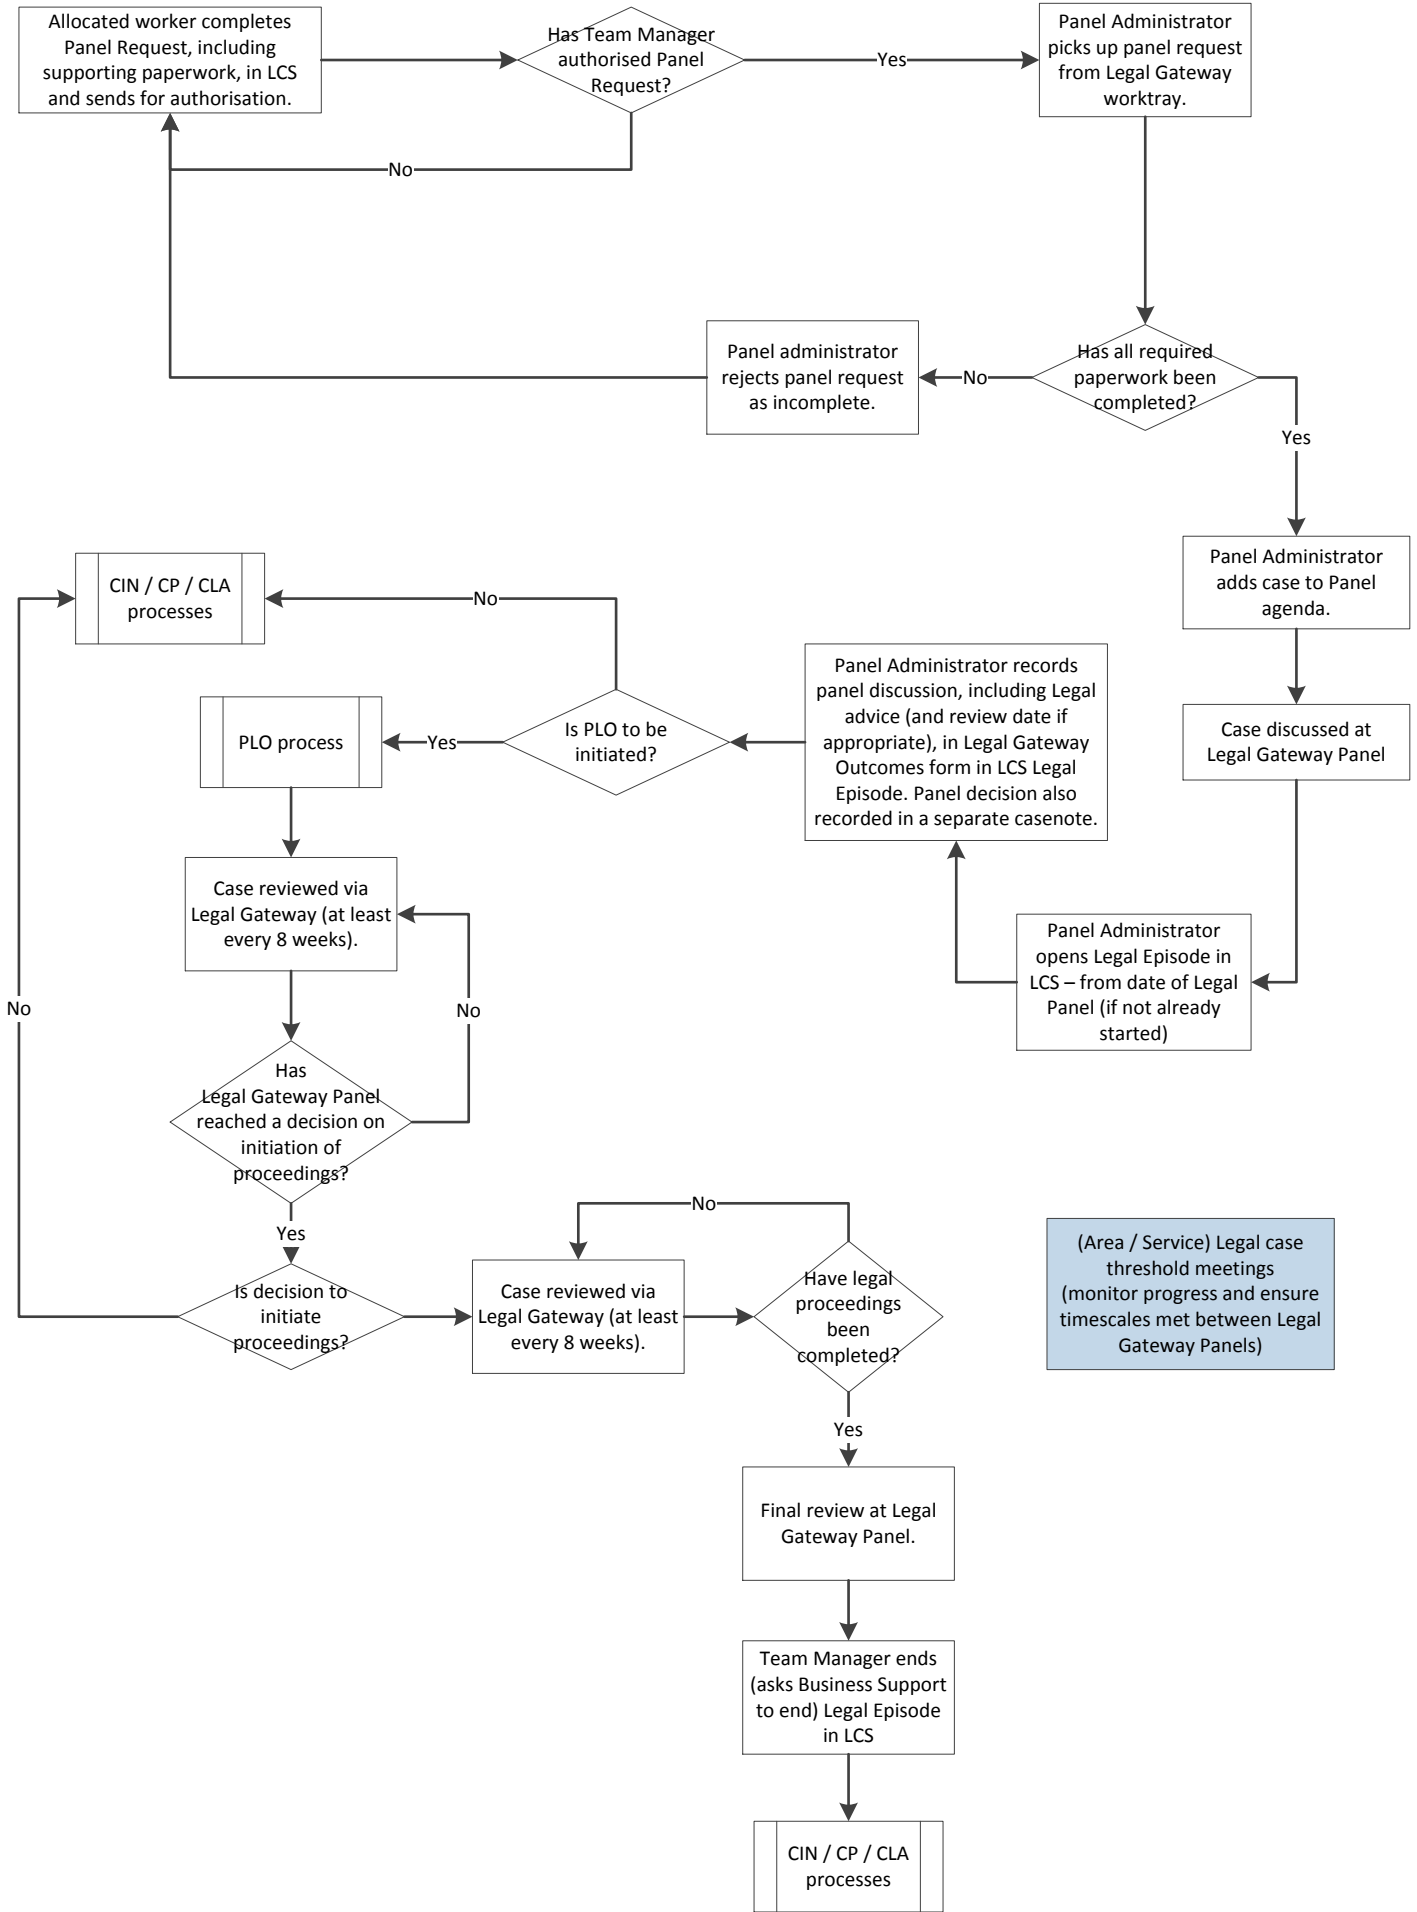 Allocated worker completes
Panel Request, including
supporting paperwork, in LCS
and sends for authorisation.
Has Team Manager
authorised Panel
Request?
Yes
Panel Administrator
picks up panel request
from Legal Gateway
worktray.
No
Panel administrator
rejects panel request
as incomplete.
No
Has all required
paperwork been
completed?
Yes
Panel Administrator
adds case to Panel
agenda.
CIN / CP / CLA
processes
No
Panel Administrator records
panel discussion, including Legal
advice (and review date if
appropriate), in Legal Gateway
Outcomes form in LCS Legal
Episode. Panel decision also
recorded in a separate casenote.
Case discussed at
Legal Gateway Panel
PLO process
Yes
Is PLO to be
initiated?
Case reviewed via
Legal Gateway (at least
every 8 weeks).
Panel Administrator
opens Legal Episode in
LCS – from date of Legal
Panel (if not already
started)
No
No
Has
Legal Gateway Panel
reached a decision on
initiation of
proceedings?
Yes
No
Is decision to
initiate
proceedings?
Case reviewed via
Legal Gateway (at least
every 8 weeks).
Have legal
proceedings
been
completed?
(Area / Service) Legal case
threshold meetings
(monitor progress and ensure
timescales met between Legal
Gateway Panels)
Yes
Final review at Legal
Gateway Panel.
Team Manager ends
(asks Business Support
to end) Legal Episode
in LCS
CIN / CP / CLA
processes